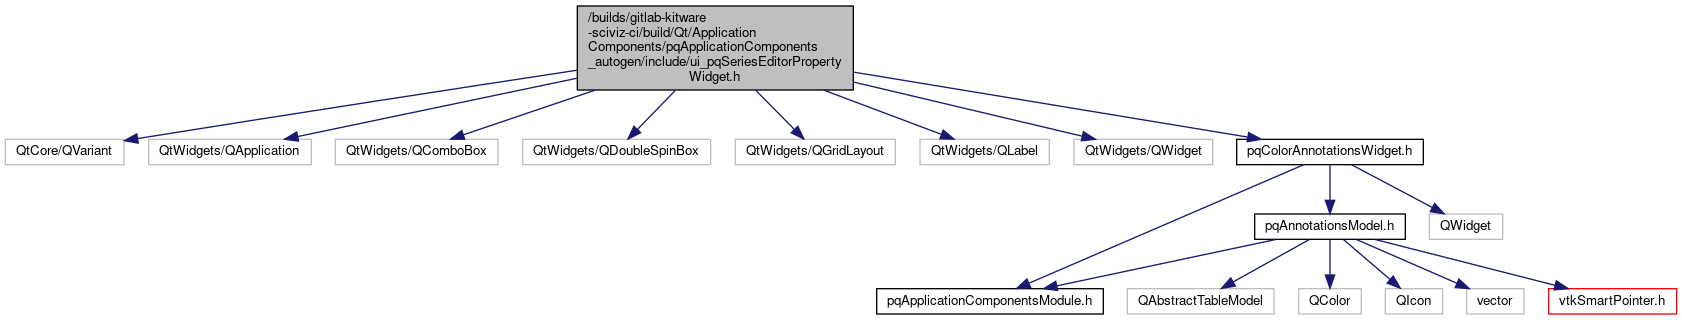 /builds/gitlab-kitware
-sciviz-ci/build/Qt/Application
Components/pqApplicationComponents
_autogen/include/ui_pqSeriesEditorProperty
Widget.h
QtCore/QVariant
QtWidgets/QApplication
QtWidgets/QComboBox
QtWidgets/QDoubleSpinBox
QtWidgets/QGridLayout
QtWidgets/QLabel
QtWidgets/QWidget
pqColorAnnotationsWidget.h
pqAnnotationsModel.h
QWidget
pqApplicationComponentsModule.h
QAbstractTableModel
QColor
QIcon
vector
vtkSmartPointer.h